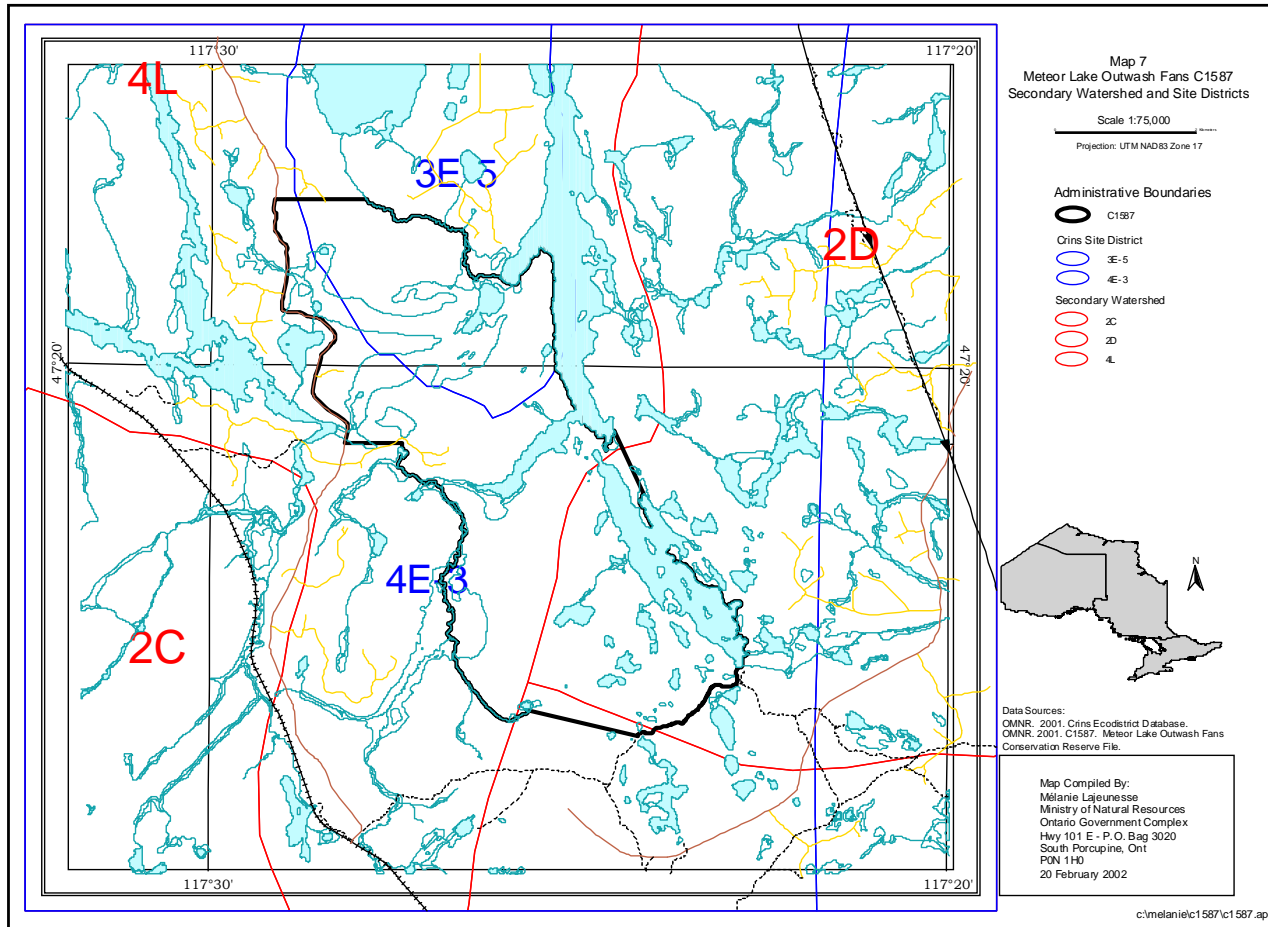 Map 7
Meteor Lake Outwash Fans C1587
Secondary Watershed and Site Districts
Scale 1:75,000
Projection: UTM NAD83 Zone 17
Administrative Boundaries
C1587
Crins Site District
3E-5
4E-3
Secondary Watershed
2C
2D
4L
117°30'
117°20'
4L
3E-5
2D
47°20'
47°20'
4E-3
2C
117°30'
117°20'
N
Data Sources:
OMNR. 2001. Crins Ecodistrict Database.
OMNR. 2001. C1587. Meteor Lake Outwash Fans
Conservation Reserve File.
Map Compiled By:
Mélanie Lajeunesse
Ministry of Natural Resources
Ontario Government Complex
Hwy 101 E - P.O. Bag 3020
South Porcupine, Ont
P0N 1H0
20 February 2002
c:\melanie\c1587\c1587.ap